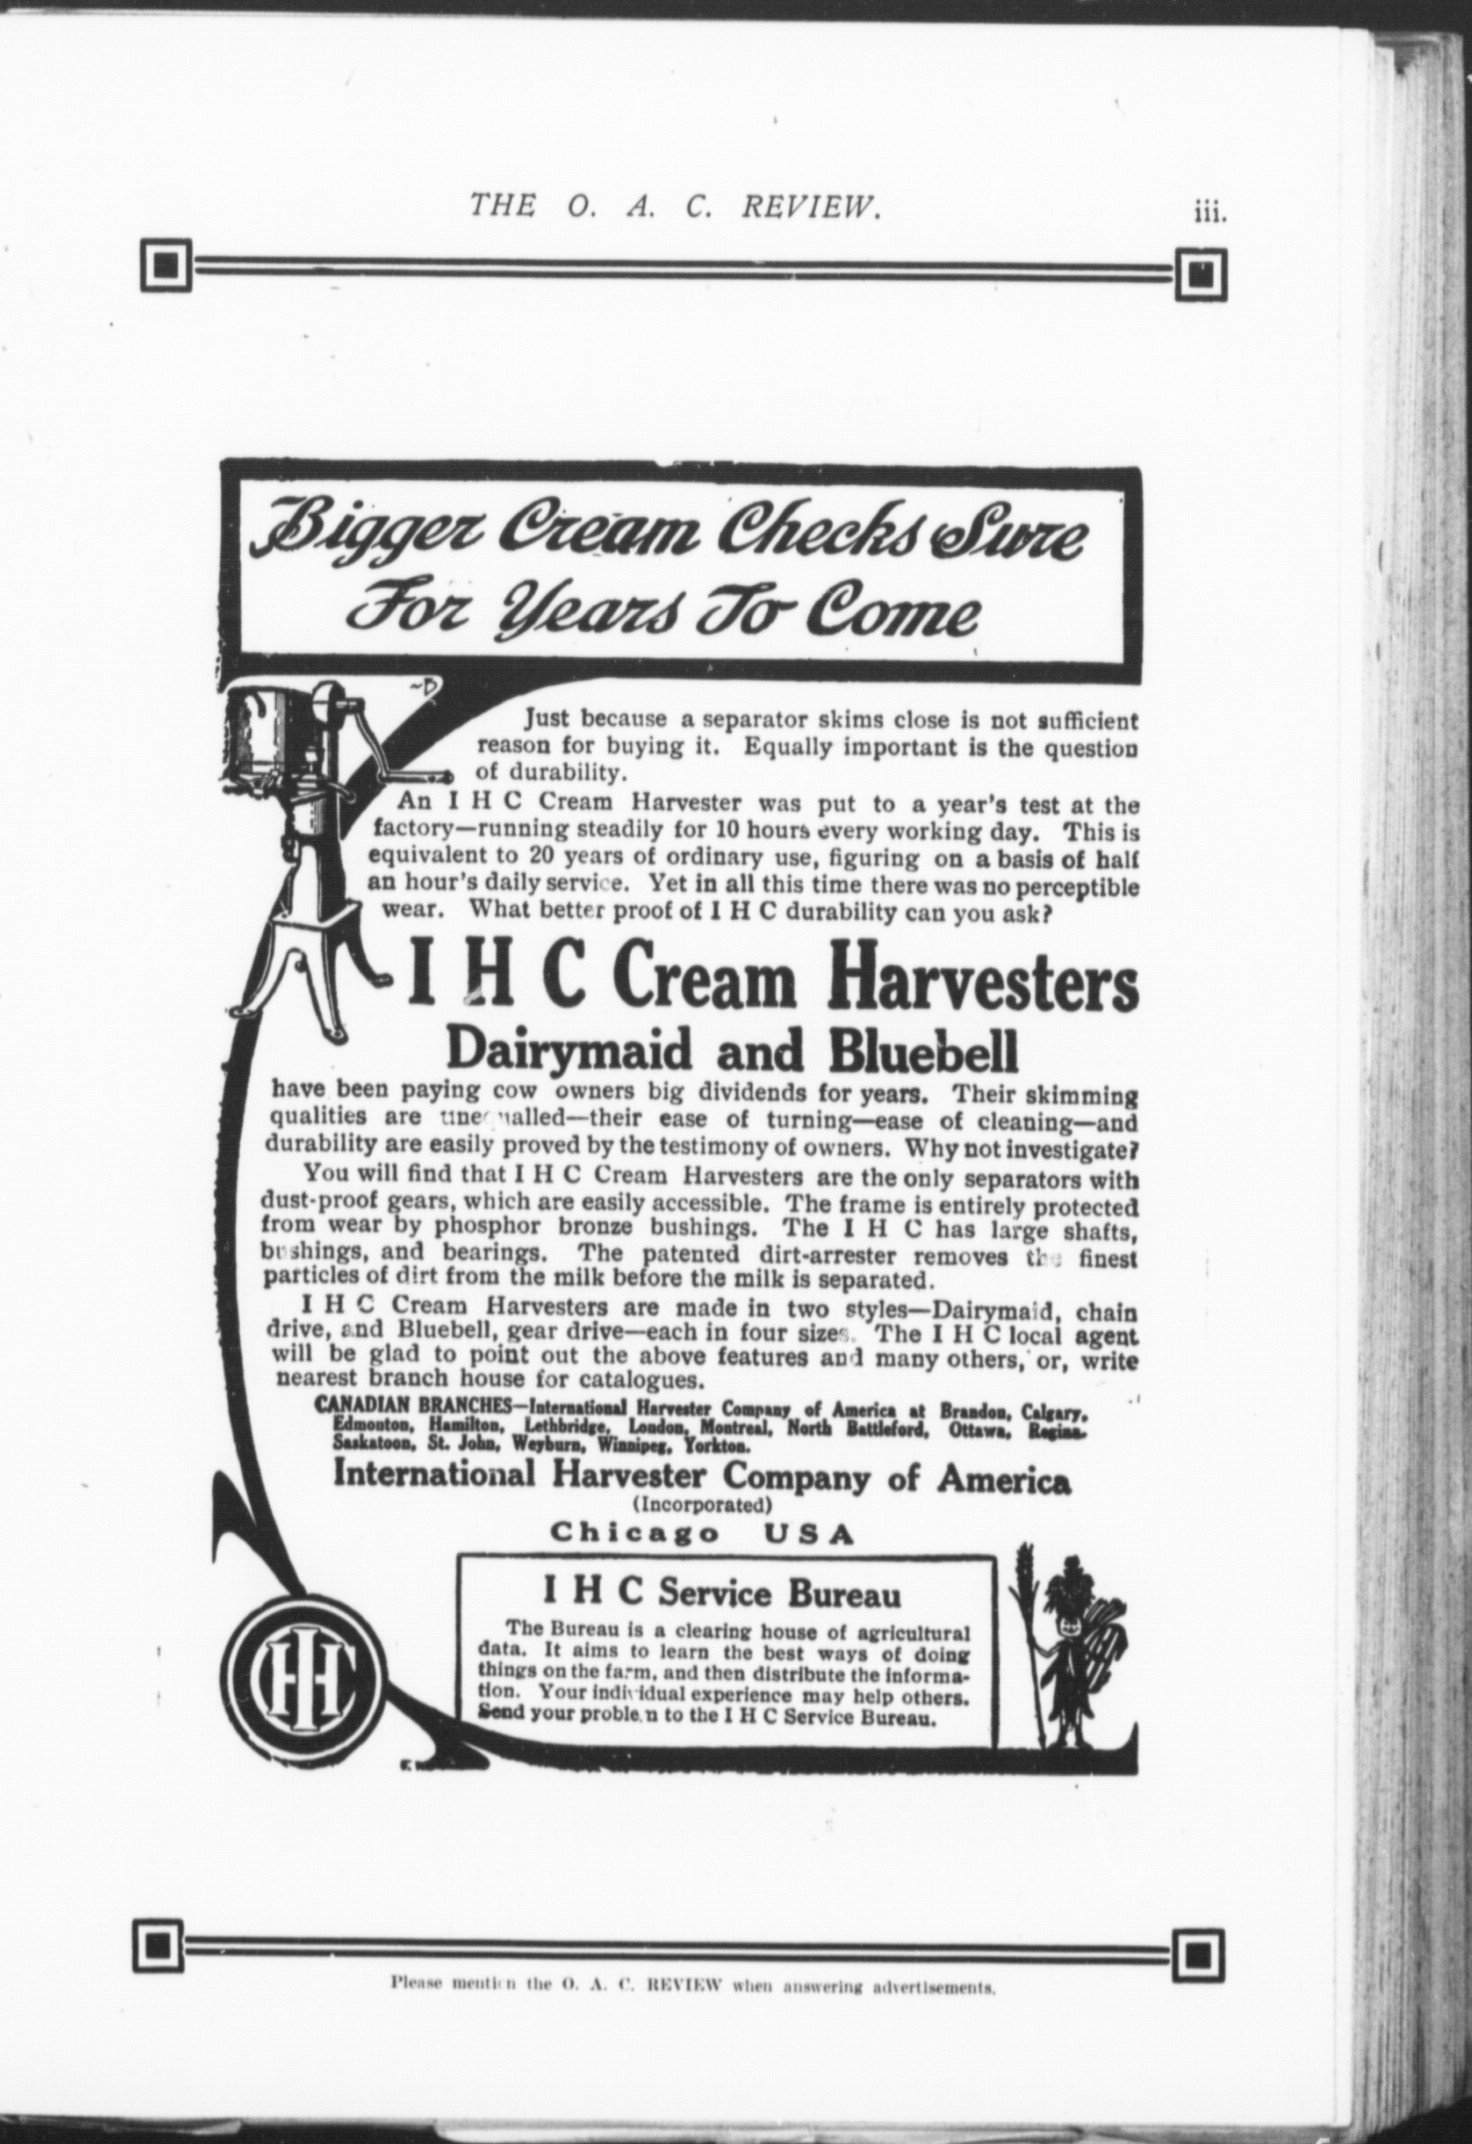 THE O. A. C. REVIEW.
iii.
Bigger Cream Checks Sure
For Years To Come
~B
Just because a separator skims close is not sufficient
reason for buying it. Equally important is the question
of durability.
An I H C Cream Harvester was put to a year's test at the
factory—running steadily for 10 hours every working day. This is
equivalent to 20 years of ordinary use, figuring on a basis of half
an hour's daily service. Yet in all this time there was no perceptible
wear. What better proof of I H C durability can you ask?
I H C Cream Harvesters
Dairymaid and Bluebell
have been paying cow owners big dividends for years. Their skimming
qualities are unequalled—their ease of turning—ease of cleaning—and
durability are easily proved by the testimony of owners. Why not investigate?
You will find that I H C Cream Harvesters are the only separators with
dust-proof gears, which are easily accessible. The frame is entirely protected
from wear by phosphor bronze bushings. The I H C has large shafts,
bushings, and bearings. The patented dirt-arrester removes the finest
particles of dirt from the milk before the milk is separated.
I H C Cream Harvesters are made in two styles—Dairymaid, chain
drive, and Bluebell, gear drive—each in four sizes. The I H C local agent
will be glad to point out the above features and many others, or, write
nearest branch house for catalogues.
CANADIAN BRANCHES—International Harvester Company of America at Brandon, Calgary,
Edmonton, Hamilton, Lethbridge, London, Montreal, North Battleford, Ottawa, Regina.
Saskatoon, St. John, Weyburn, Winnipeg, Yorkton.
International Harvester Company of America
(Incorporated)
Chicago USA
I H C Service Bureau
The Bureau is a clearing house of agricultural
data. It aims to learn the best ways of doing
things on the farm, and then distribute the informa-
tion. Your individual experience may help others.
Send your problem to the I H C Service Bureau.
IHC
Please mention the O. A. C. REVIEW when answering advertisements.